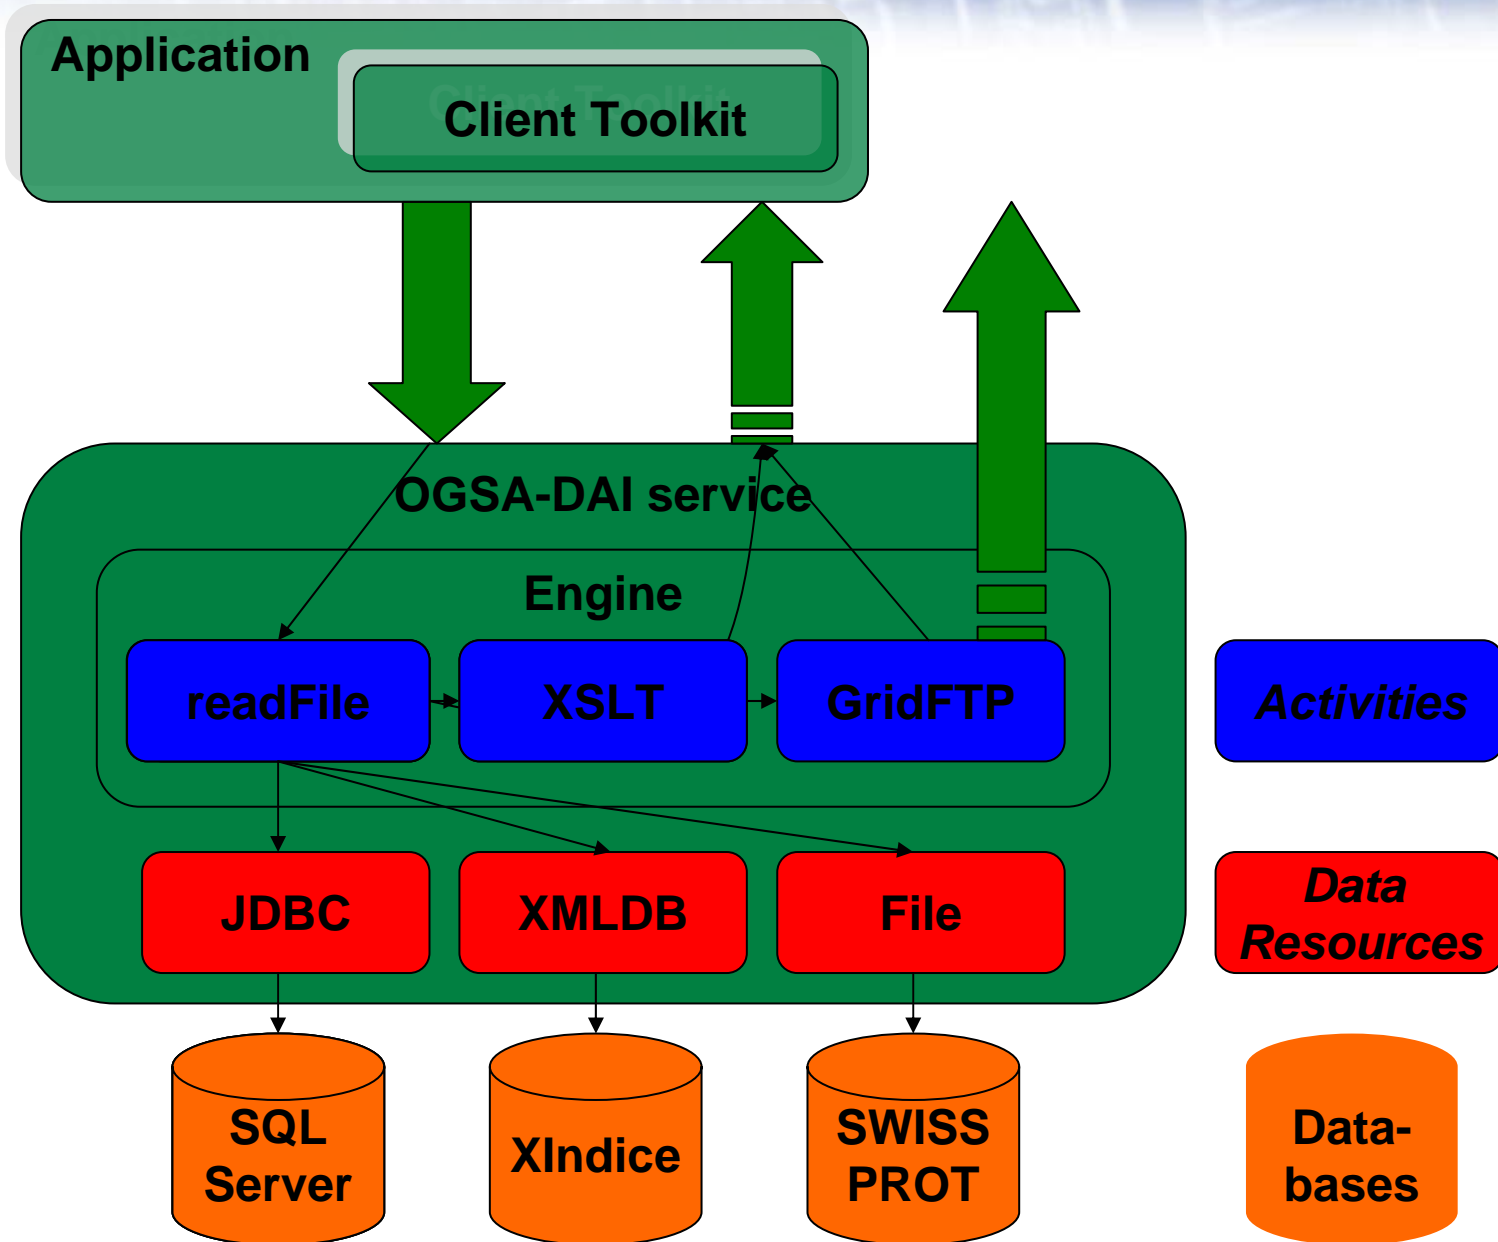 Application
Client Toolkit
OGSA-DAI service
Engine
readFile
XSLT
GridFTP
Activities
JDBC
XMLDB
File
Data
Resources
SQL
Server
XIndice
SWISS
PROT
Data-
bases